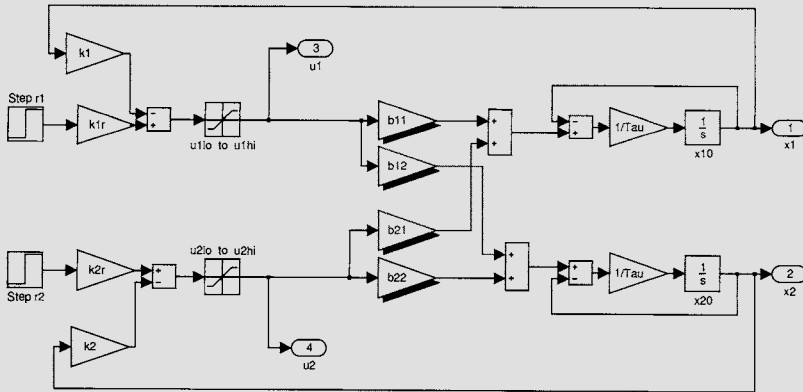 k1
3
u1
Step r1
k1r
−
+
u1lo to u1hi
b11
+
+
−
+
1/Tau
1
s
x10
1
x1
b12
b21
Step r2
k2r
+
−
u2lo to u2hi
b22
+
+
+
−
1/Tau
1
s
x20
2
x2
k2
4
u2